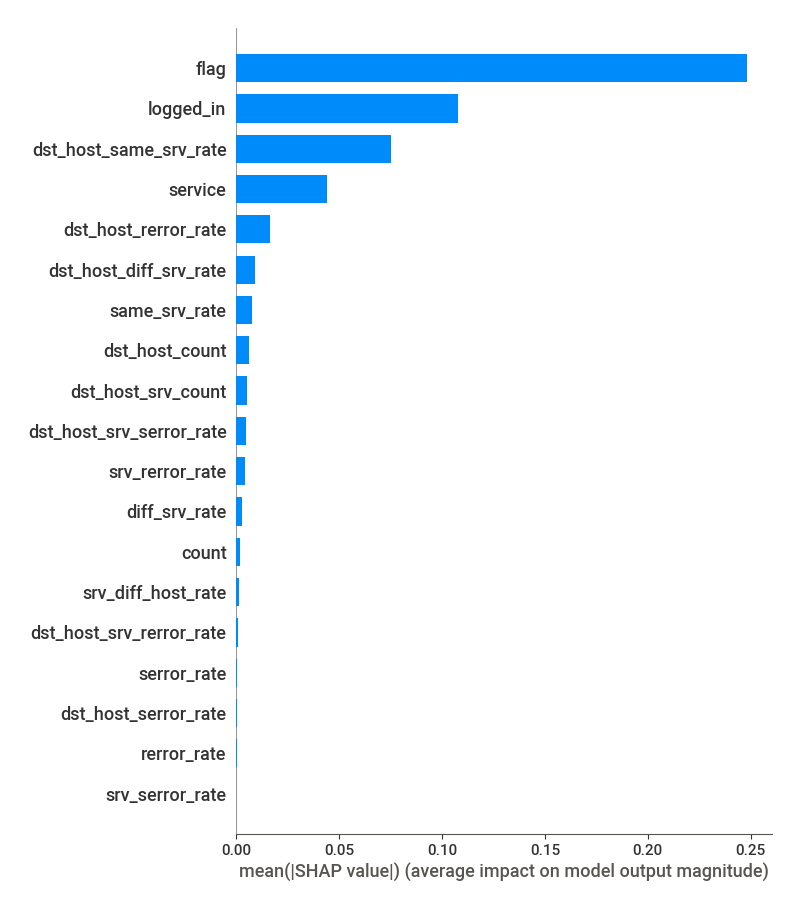 flag
logged_in
dst_host_same_srv_rate
service
dst_host_rerror_rate
dst_host_diff_srv_rate
same_srv_rate
dst_host_count
dst_host_srv_count
dst_host_srv_serror_rate
srv_rerror_rate
diff_srv_rate
count
srv_diff_host_rate
dst_host_srv_rerror_rate
serror_rate
dst_host_serror_rate
rerror_rate
srv_serror_rate
0.00 0.05 0.10 0.15 0.20 0.25
mean(|SHAP value|) (average impact on model output magnitude)